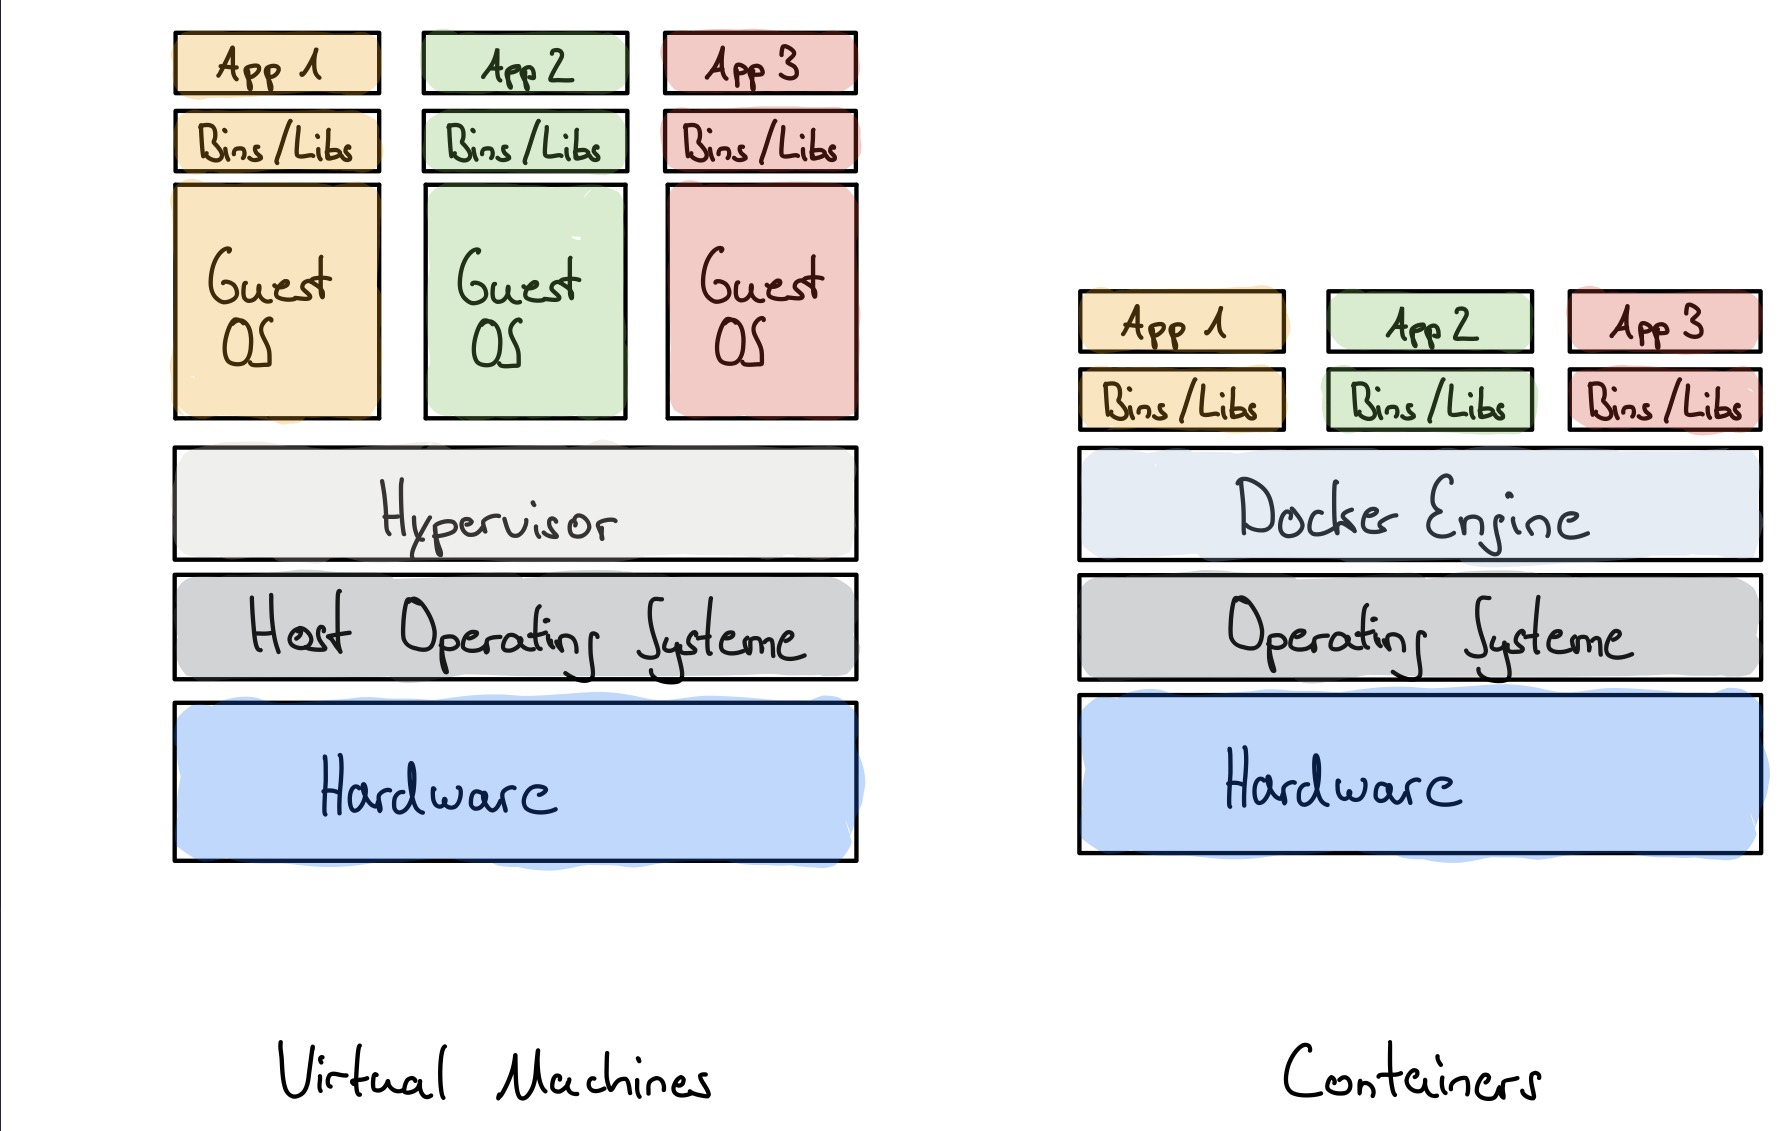 App 1
App 2
App 3
Bins/Libs
Bins/Libs
Bins/Libs
Guest
OS
Guest
OS
Guest
OS
Hypervisor
Host Operating Systeme
Hardware
Virtual Machines
App 1
App 2
App 3
Bins/Libs
Bins/Libs
Bins/Libs
Docker Engine
Operating Systeme
Hardware
Containers